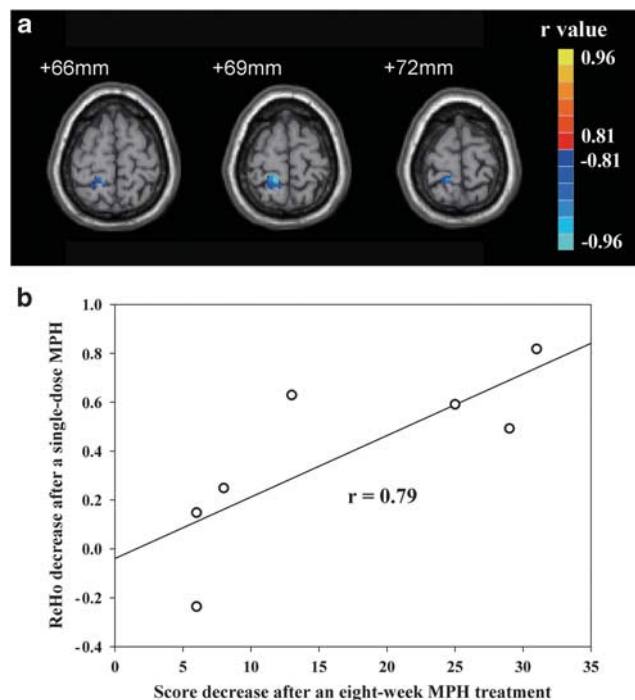 a
r value
+66mm
+69mm
+72mm
0.96
0.81
-0.81
-0.96
b
ReHo decrease after a single-dose MPH
1.0
0.8
0.6
0.4
0.2
0.0
-0.2
-0.4
r = 0.79
0 5 10 15 20 25 30 35
Score decrease after an eight-week MPH treatment